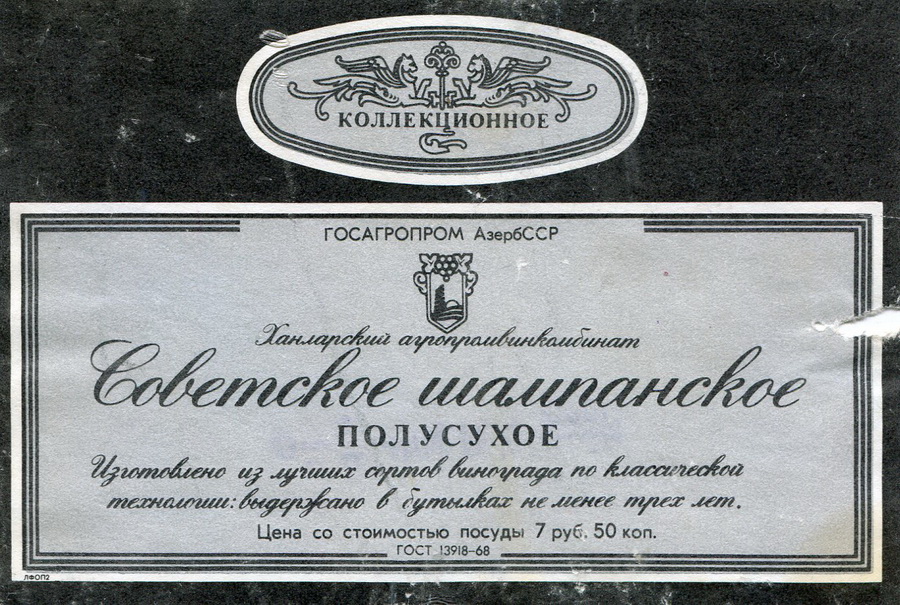 КОЛЛЕКЦИОННОЕ
ГОСАГРОПРОМ АзербССР
Ханларский агропромвинкомбинат
Советское шампанское
ПОЛУСУХОЕ
Изготовлено из лучших сортов винограда по классической
технологии: выдержано в бутылках не менее трех лет.
Цена со стоимостью посуды 7 руб. 50 коп.
ГОСТ 13918-68
ЛФОП2